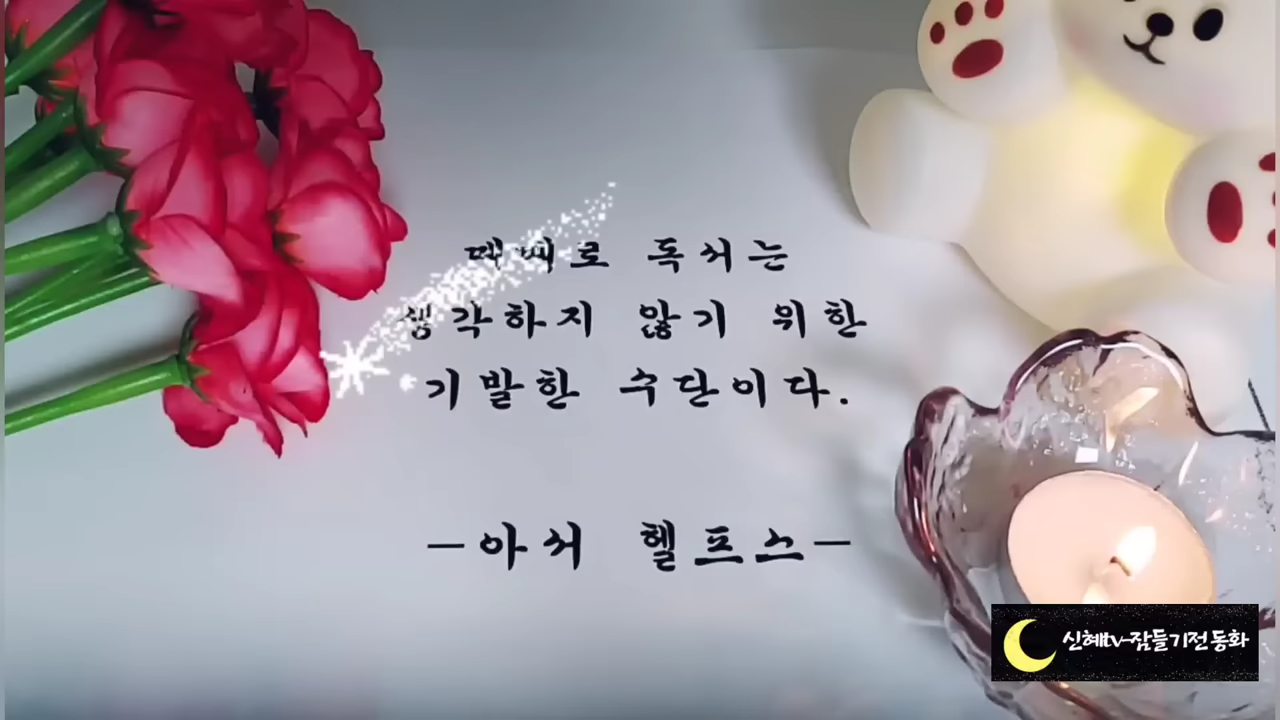 때때로 독서는
생각하지 않기 위한
기발한 수단이다.
-아서 헬프스-
신혜tv-잠들기전 동화